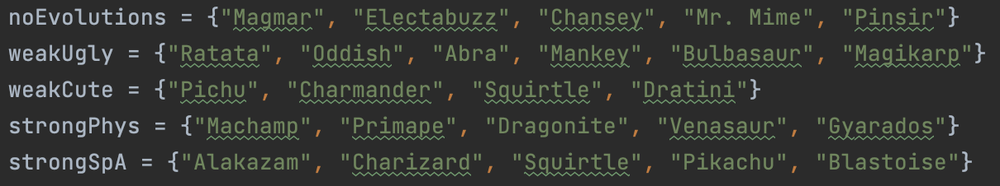 noEvolutions = {"Magmar", "Electabuzz", "Chansey", "Mr. Mime", "Pinsir"}
weakUgly = {"Ratata", "Oddish", "Abra", "Mankey", "Bulbasaur", "Magikarp"}
weakCute = {"Pichu", "Charmander", "Squirtle", "Dratini"}
strongPhys = {"Machamp", "Primape", "Dragonite", "Venasaur", "Gyarados"}
strongSpA = {"Alakazam", "Charizard", "Squirtle", "Pikachu", "Blastoise"}